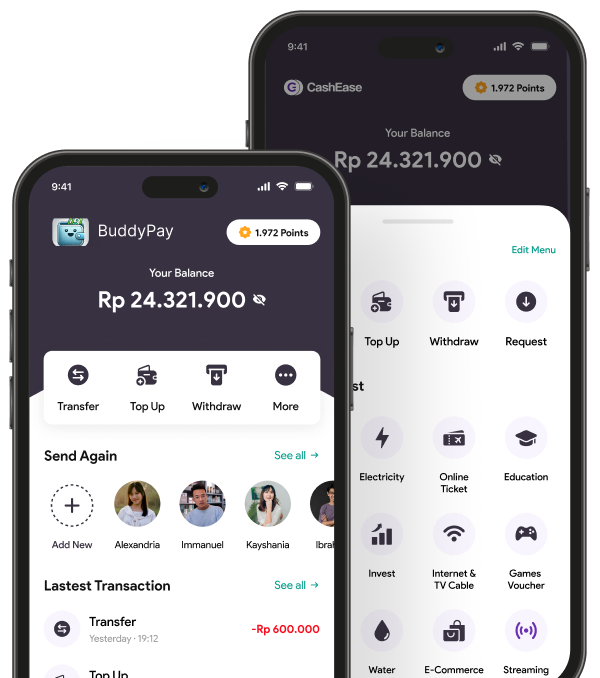 9:41
CashEase
1.972 Points
Your Balance
Rp 24.321.900
Edit Menu
Top Up
Withdraw
Request
st
Electricity
Online
Ticket
Education
Invest
Internet &
TV Cable
Games
Voucher
Water
E-Commerce
Streaming
9:41
BuddyPay
1.972 Points
Your Balance
Rp 24.321.900
Transfer
Top Up
Withdraw
More
Send Again
See all →
Add New
Alexandria
Immanuel
Kayshania
Ibrah
Lastest Transaction
See all →
Transfer
-Rp 600.000
Yesterday · 19:12
Top Up